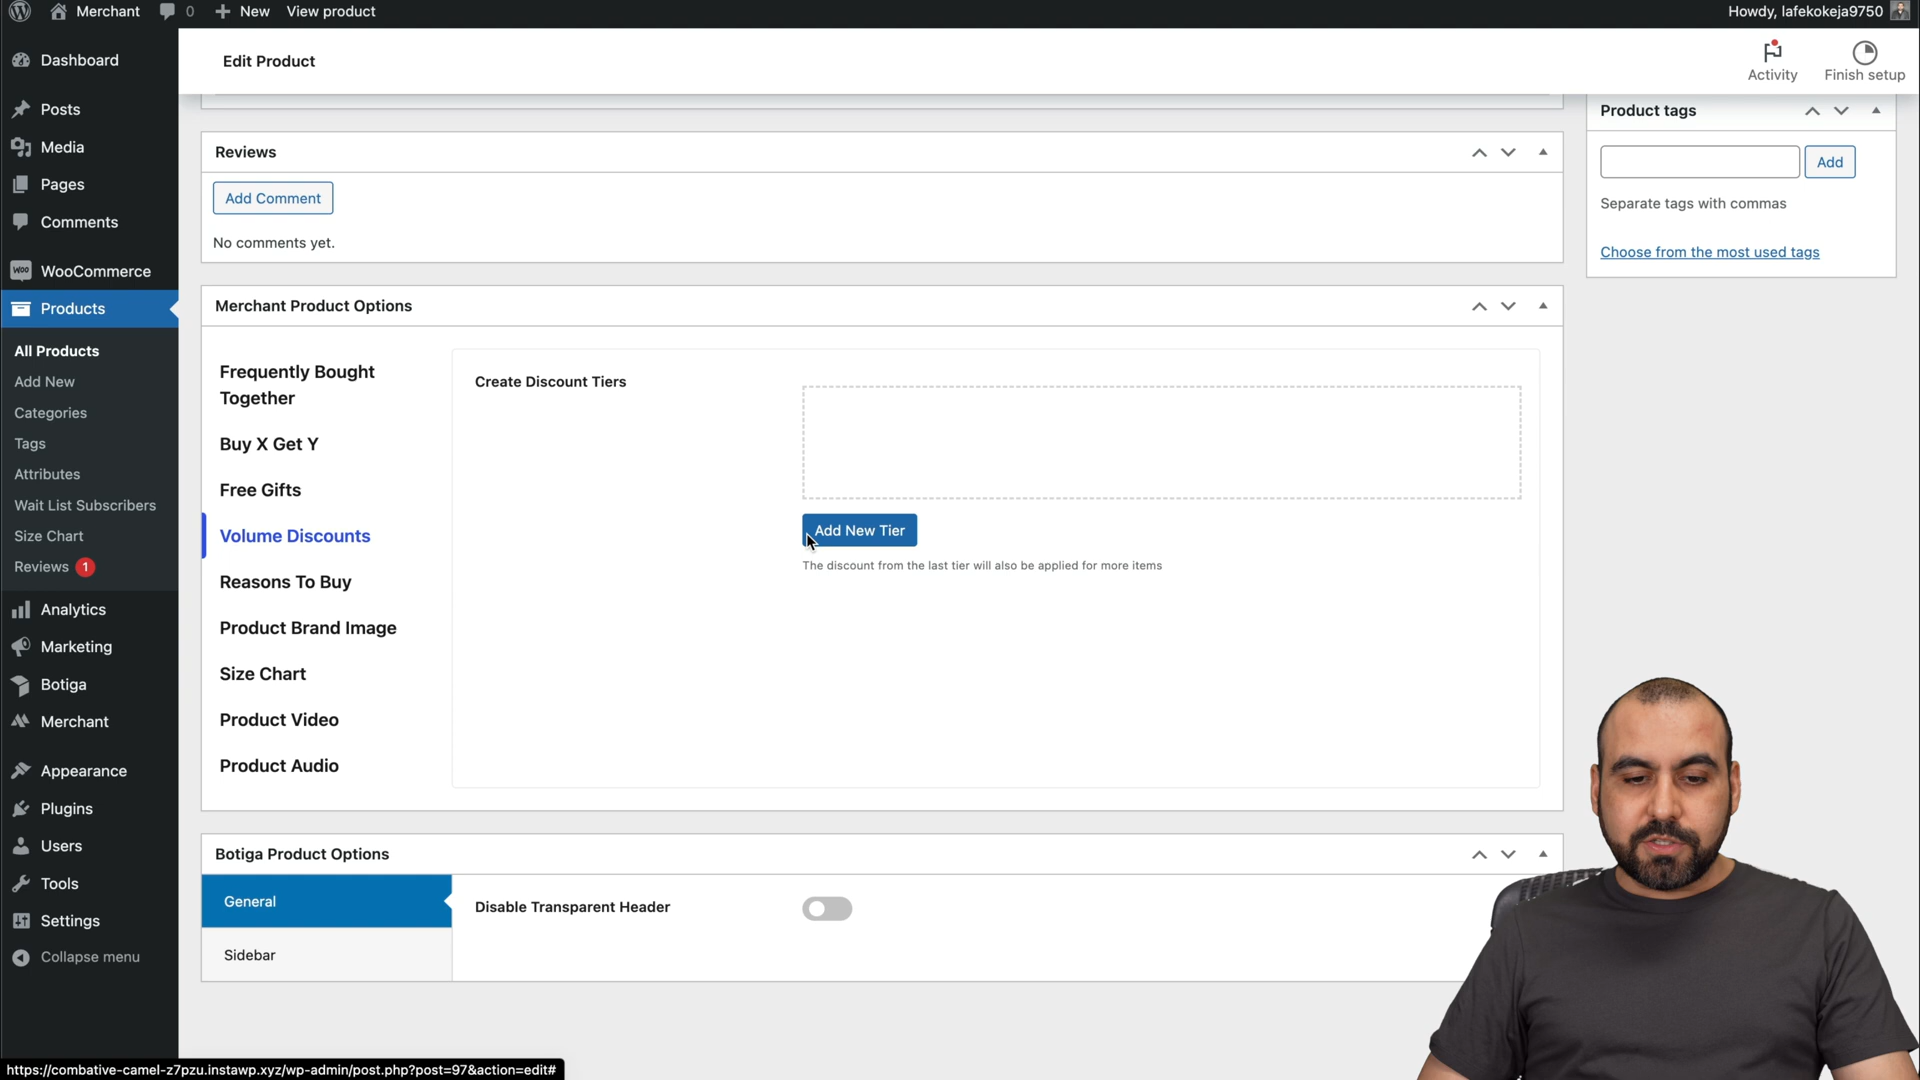 Merchant
0
New
View product
Howdy, lafekokeja9750
Dashboard
Posts
Media
Pages
Comments
WooCommerce
Products
All Products
Add New
Categories
Tags
Attributes
Wait List Subscribers
Size Chart
Reviews 1
Analytics
Marketing
Botiga
Merchant
Appearance
Plugins
Users
Tools
Settings
Collapse menu
Edit Product
Activity
Finish setup
Reviews
Add Comment
No comments yet.
Merchant Product Options
Frequently Bought
Together
Buy X Get Y
Free Gifts
Volume Discounts
Reasons To Buy
Product Brand Image
Size Chart
Product Video
Product Audio
Create Discount Tiers
Add New Tier
The discount from the last tier will also be applied for more items
Botiga Product Options
General
Sidebar
Disable Transparent Header
Product tags
Add
Separate tags with commas
Choose from the most used tags
https://combative-camel-z7pzu.instawp.xyz/wp-admin/post.php?post=97&action=edit#